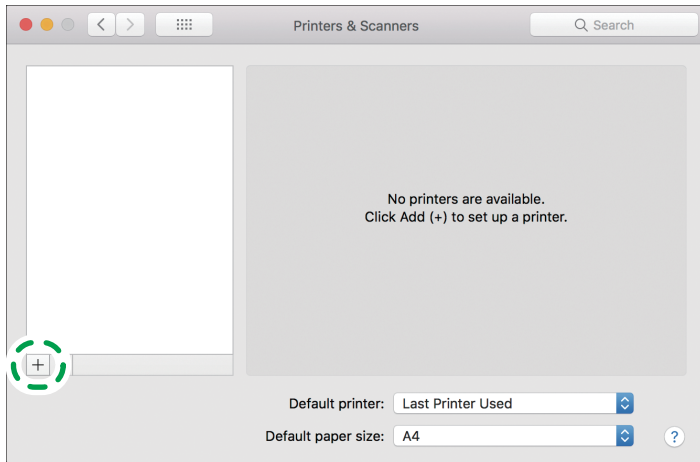 Printers & Scanners
Search
No printers are available.
Click Add (+) to set up a printer.
+
Default printer: Last Printer Used
Default paper size: A4
?